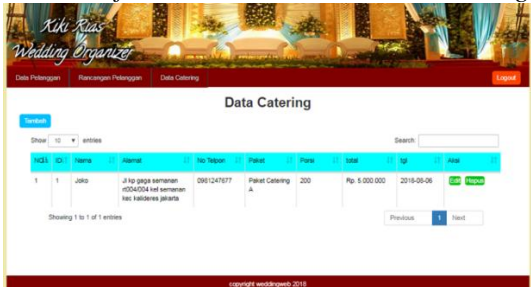 Kiki Rias
Wedding Organizer
Data Pelanggan Rancangan Pelanggan Data Catering Logout
Data Catering
Tambah
Show 10 entries Search:
NO ID Nama Alamat No Telpon Paket Porsi total tgl Aksi
1 1 Joko Jl kp gaga semanan 0981247877 Paket Catering 200 Rp. 5.000.000 2018-08-06 Edit Hapus
rt004/004 kel semanan A
kec kalideres jakarta
Showing 1 to 1 of 1 entries Previous 1 Next
copyright weddingweb 2018